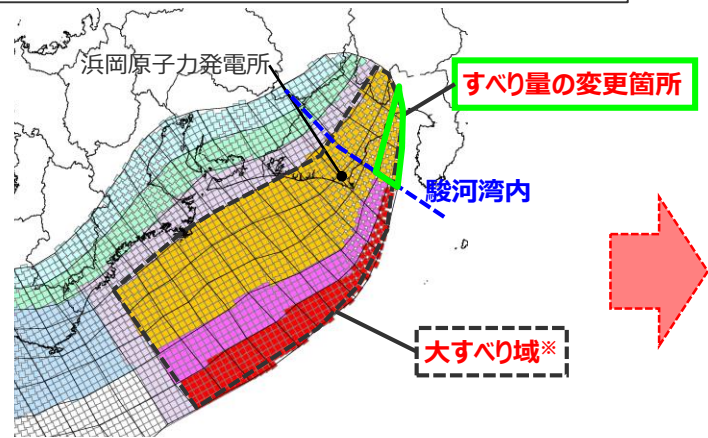 浜岡原子力発電所
すべり量の変更箇所
駿河湾内
大すべり域※